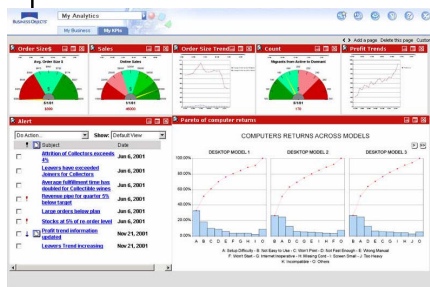 BUSINESS OBJECTS
My Analytics
My Business
My KPIs
Add a page Delete this page Custom
Order Size$
Sales
Order Size Trend
Count
Profit Trends
Avg. Order Size $
Online Sales
Migrants from Active to Dormant
5/1/01
5/1/01
5/1/01
Alert
Do Action...
Show:
Default View
Subject
Date
Attrition of Collectors exceeds 4%
Jun 6, 2001
Leavers have exceeded Joiners for Collectors
Jun 6, 2001
Average fulfillment time has doubled for Collectible wines
Jun 6, 2001
Revenue pips for quarter 5% below target
Jun 6, 2001
Large orders below plan
Jun 6, 2001
Stocks at 5% of re order level
Jun 6, 2001
Profit trend information updated
Nov 21, 2001
Leavers Trend increasing
Nov 21, 2001
Pareto of computer returns
COMPUTERS RETURNS ACROSS MODELS
DESKTOP MODEL 1
DESKTOP MODEL 2
DESKTOP MODEL 3
100.00%
80.00%
60.00%
40.00%
20.00%
0.00%
A B C D E F G H I O
A B C D E F G H I O
A B C D E F G H J O
A: Setup Difficulty - B: Not Easy to Use - C: Won't Print - D: Not Fast Enough - E: Wrong Manual
F: Won't Start - G: Internal Inoperative - H: Missing Cord - I: Screen Small - J: Too Heavy
K: Incompatible - O: Others